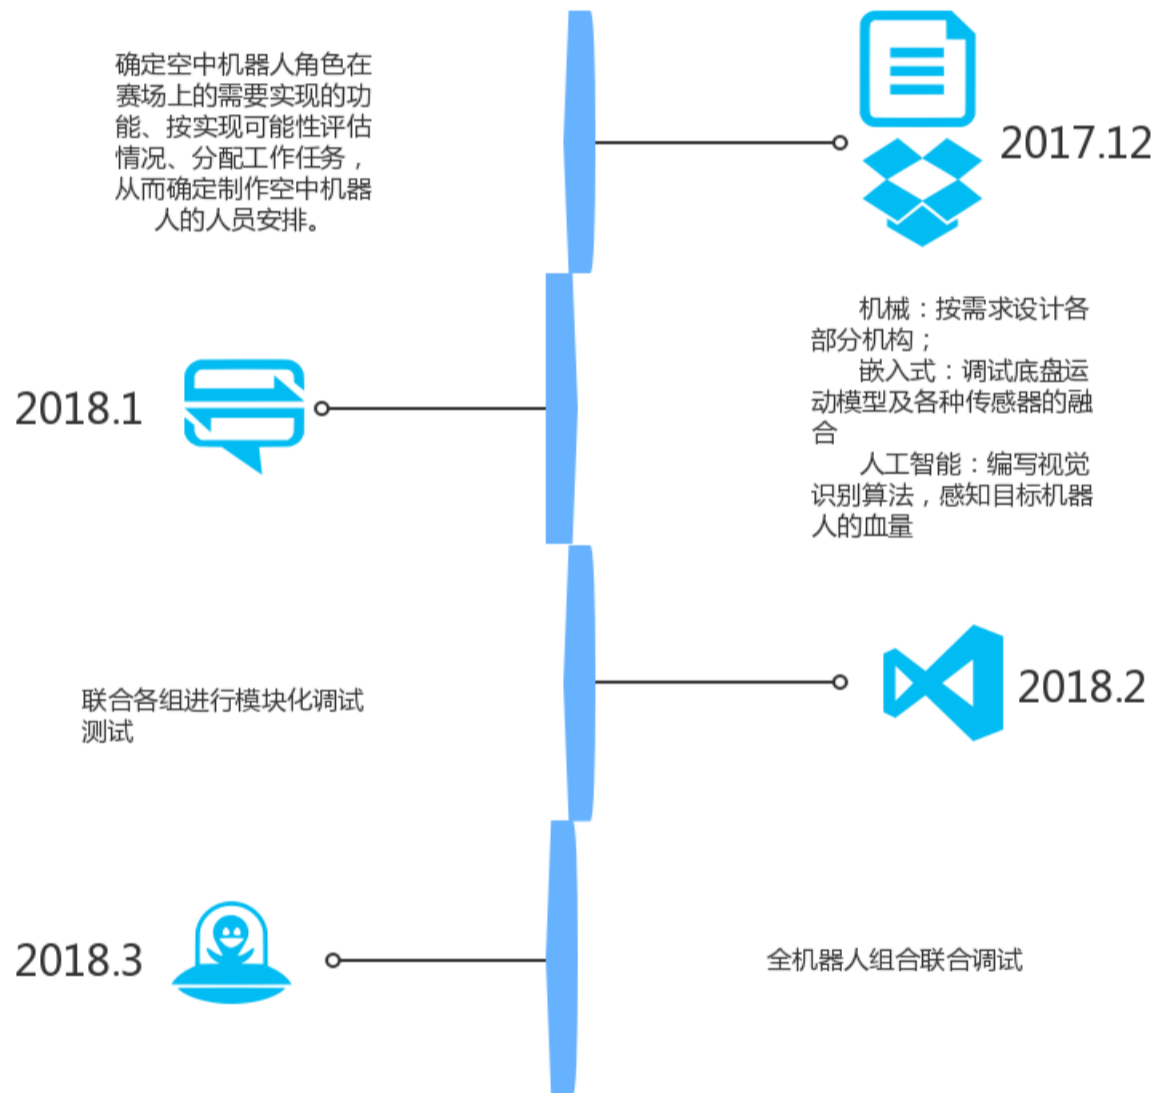 确定空中机器人角色在
赛场上的需要实现的功
能、按实现可能性评估
情况、分配工作任务，
从而确定制作空中机器
人的人员安排。
2017.12
2018.1
机械：按需求设计各
部分机构；
嵌入式：调试底盘运
动模型及各种传感器的融
合
人工智能：编写视觉
识别算法，感知目标机器
人的血量
联合各组进行模块化调试
测试
2018.2
2018.3
全机器人组合联合调试